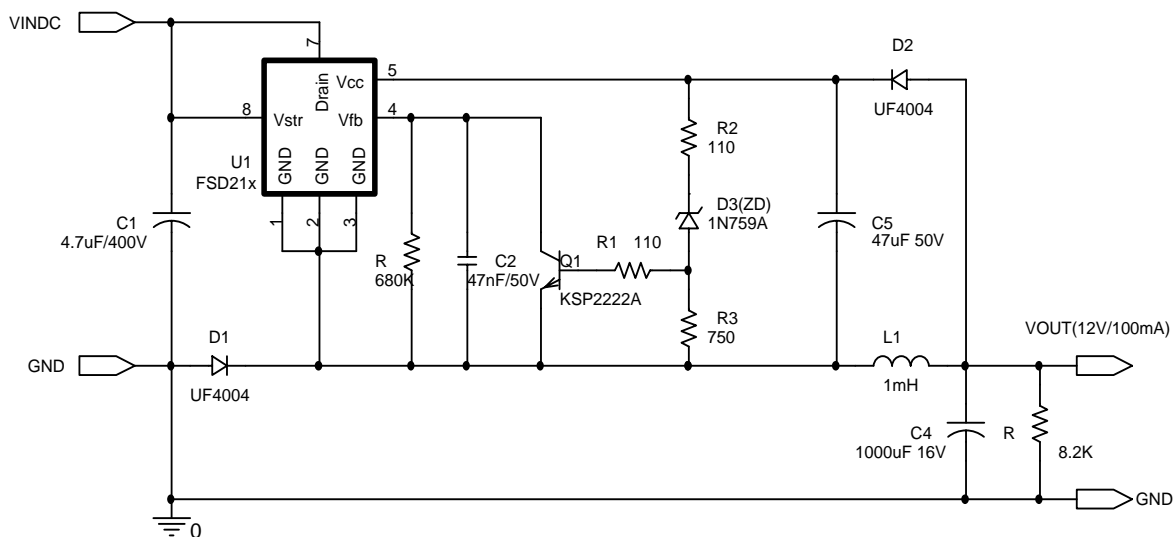 VINDC
7
D2
5
Drain
Vcc
UF4004
8
Vstr
Vfb
4
R2
110
U1
FSD21x
GND
GND
GND
1
2
3
D3(ZD)
1N759A
C1
4.7uF/400V
C5
47uF 50V
R1 110
R
680K
C2
47nF/50V
Q1
KSP2222A
R3
750
VOUT(12V/100mA)
D1
L1
GND
UF4004
1mH
C4
1000uF 16V
R
8.2K
GND
0